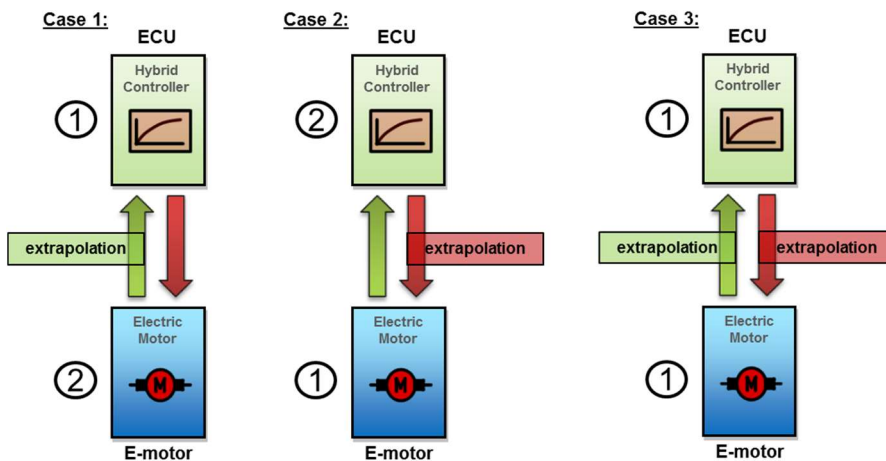 Case 1:
ECU
Hybrid
Controller
1
extrapolation
Electric
Motor
M
2
E-motor
Case 2:
ECU
Hybrid
Controller
2
extrapolation
Electric
Motor
M
1
E-motor
Case 3:
ECU
Hybrid
Controller
1
extrapolation
extrapolation
Electric
Motor
M
1
E-motor